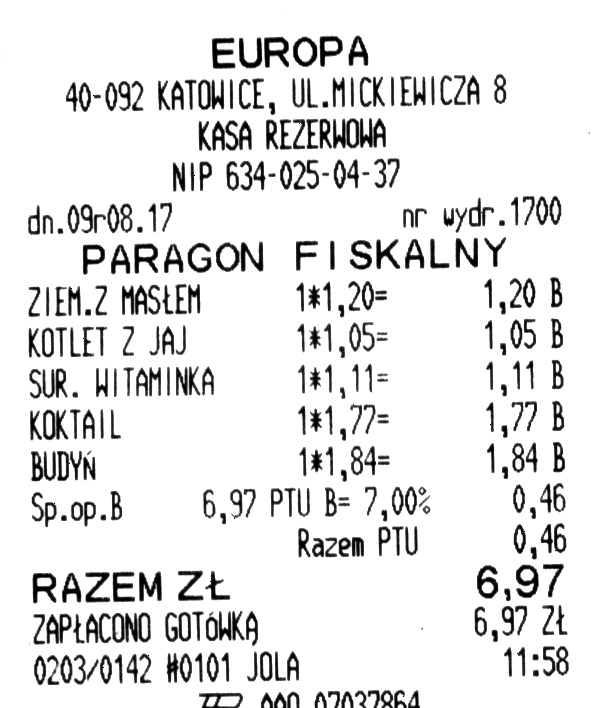 EUROPA
40-092 KATOWICE, UL.MICKIEWICZA 8
KASA REZERWOWA
NIP 634-025-04-37
dn.09r08.17 nr wydr.1700
PARAGON FISKALNY
ZIEM.Z MASŁEM 1*1,20= 1,20 B
KOTLET Z JAJ 1*1,05= 1,05 B
SUR. WITAMINKA 1*1,11= 1,11 B
KOKTAIL 1*1,77= 1,77 B
BUDYŃ 1*1,84= 1,84 B
Sp.op.B 6,97 PTU B= 7,00% 0,46
Razem PTU 0,46
RAZEM ZŁ 6,97
ZAPŁACONO GOTÓWKĄ 6,97 ZŁ
0203/0142 #0101 JOLA 11:58
07037864